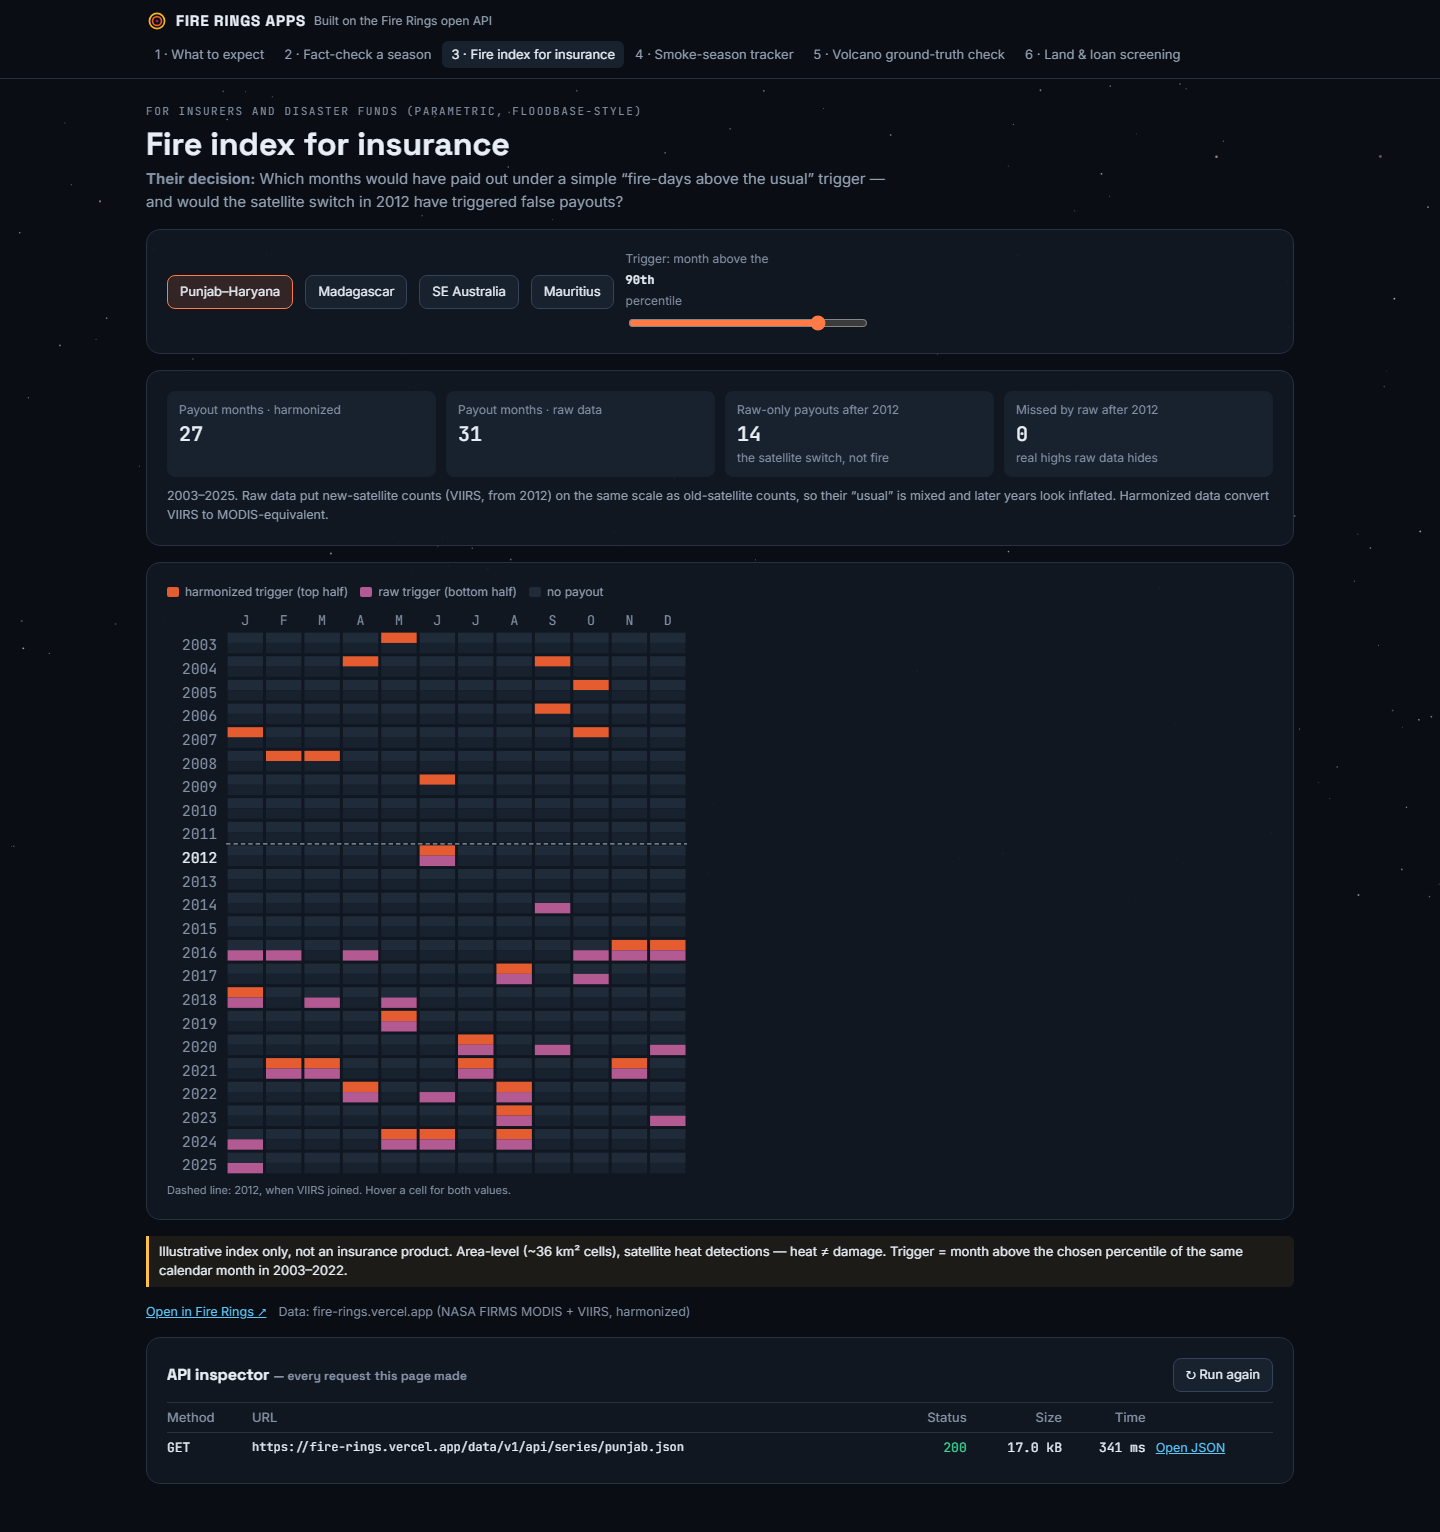 FIRE RINGS APPS Built on the Fire Rings open API
1 · What to expect 2 · Fact-check a season 3 · Fire index for insurance 4 · Smoke-season tracker 5 · Volcano ground-truth check 6 · Land & loan screening
FOR INSURERS AND DISASTER FUNDS (PARAMETRIC, FLOODBASE-STYLE)
Fire index for insurance
Their decision: Which months would have paid out under a simple “fire-days above the usual” trigger —
and would the satellite switch in 2012 have triggered false payouts?
Punjab–Haryana Madagascar SE Australia Mauritius
Trigger: month above the
90th
percentile
Payout months · harmonized
27
Payout months · raw data
31
Raw-only payouts after 2012
14
the satellite switch, not fire
Missed by raw after 2012
0
real highs raw data hides
2003–2025. Raw data put new-satellite counts (VIIRS, from 2012) on the same scale as old-satellite counts, so their “usual” is mixed and later years look inflated. Harmonized data convert
VIIRS to MODIS-equivalent.
harmonized trigger (top half) raw trigger (bottom half) no payout
J F M A M J J A S O N D
2003
2004
2005
2006
2007
2008
2009
2010
2011
2012
2013
2014
2015
2016
2017
2018
2019
2020
2021
2022
2023
2024
2025
Dashed line: 2012, when VIIRS joined. Hover a cell for both values.
Illustrative index only, not an insurance product. Area-level (~36 km² cells), satellite heat detections — heat ≠ damage. Trigger = month above the chosen percentile of the same
calendar month in 2003–2022.
Open in Fire Rings ↗ Data: fire-rings.vercel.app (NASA FIRMS MODIS + VIIRS, harmonized)
API inspector — every request this page made ↻ Run again
Method URL Status Size Time
GET https://fire-rings.vercel.app/data/v1/api/series/punjab.json 200 17.0 kB 341 ms Open JSON